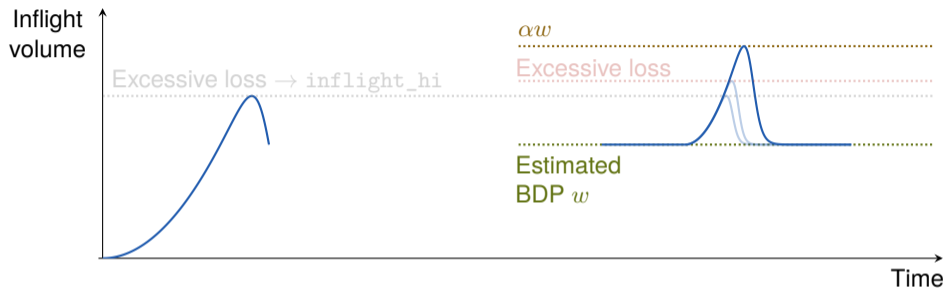 Inflight
volume
Excessive loss → inflight_hi
αw
Excessive loss
Estimated
BDP w
Time